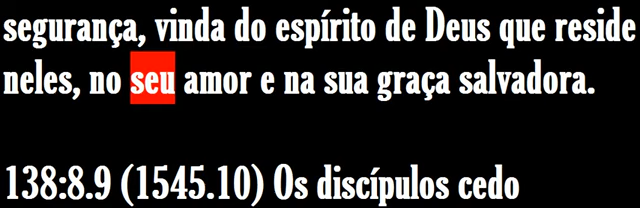 segurança, vinda do espírito de Deus que reside
neles, no seu amor e na sua graça salvadora.
138:8.9 (1545.10) Os discípulos cedo